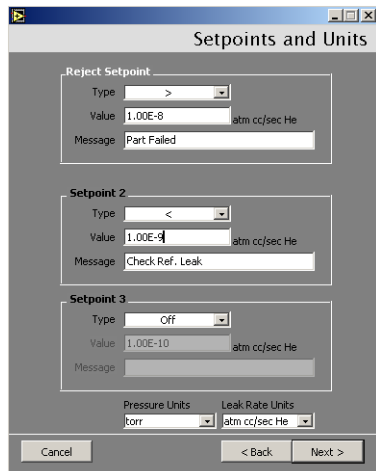 Setpoints and Units
Reject Setpoint
Type >
Value 1.00E-8 atm cc/sec He
Message Part Failed
Setpoint 2
Type <
Value 1.00E-9 atm cc/sec He
Message Check Ref. Leak
Setpoint 3
Type Off
Value 1.00E-10 atm cc/sec He
Message
Pressure Units Leak Rate Units
torr atm cc/sec He
Cancel < Back Next >